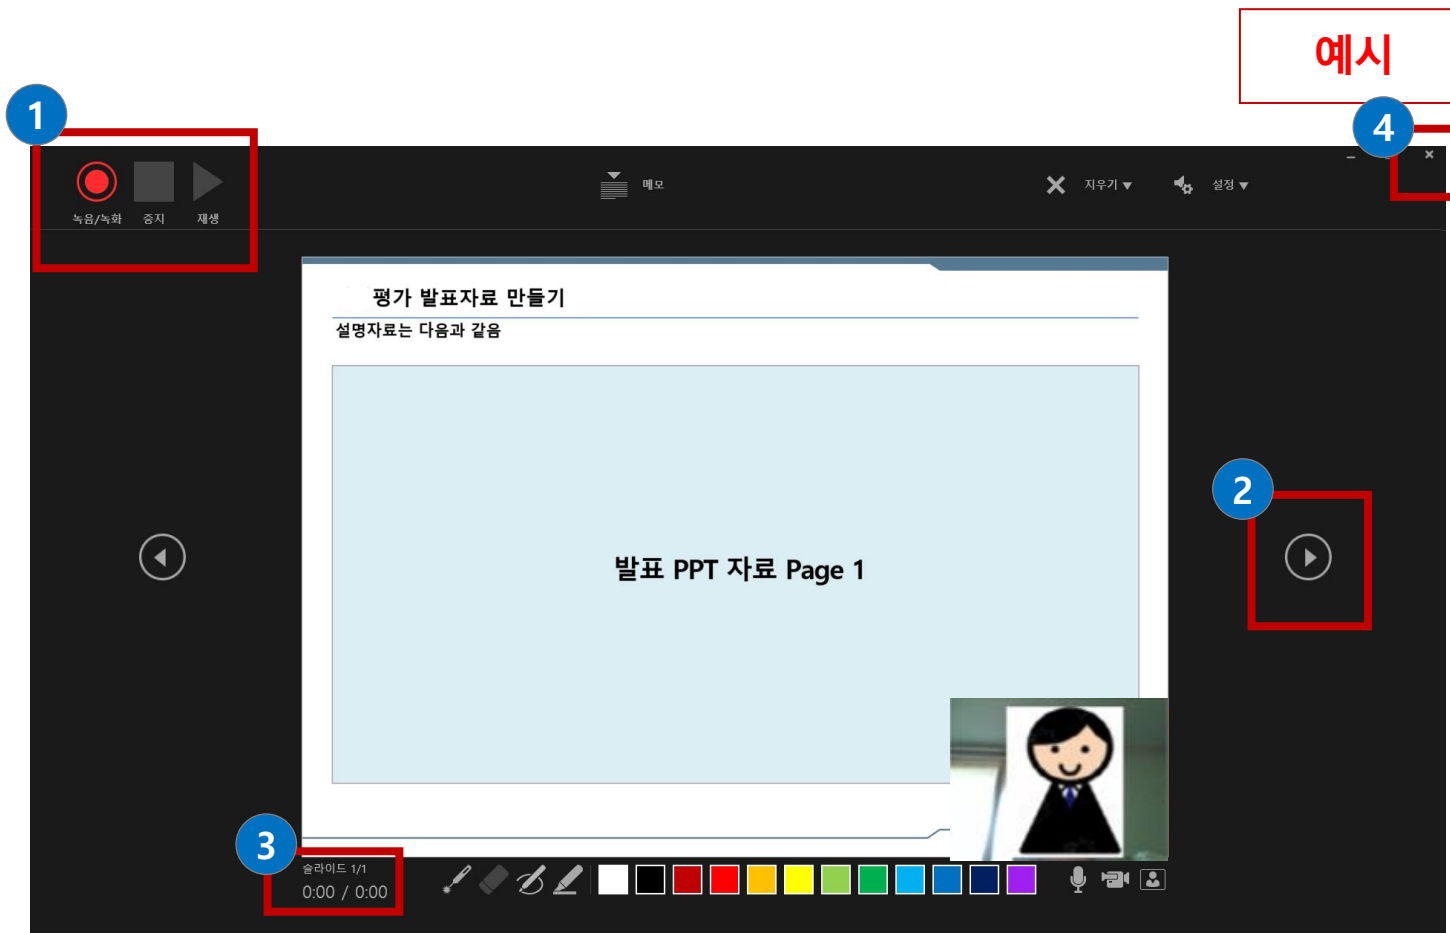 예시
1
4
녹음/녹화 중지 재생
메모
지우기
설정
평가 발표자료 만들기
설명자료는 다음과 같음
2
발표 PPT 자료 Page 1
3
슬라이드 1/1
0:00 / 0:00